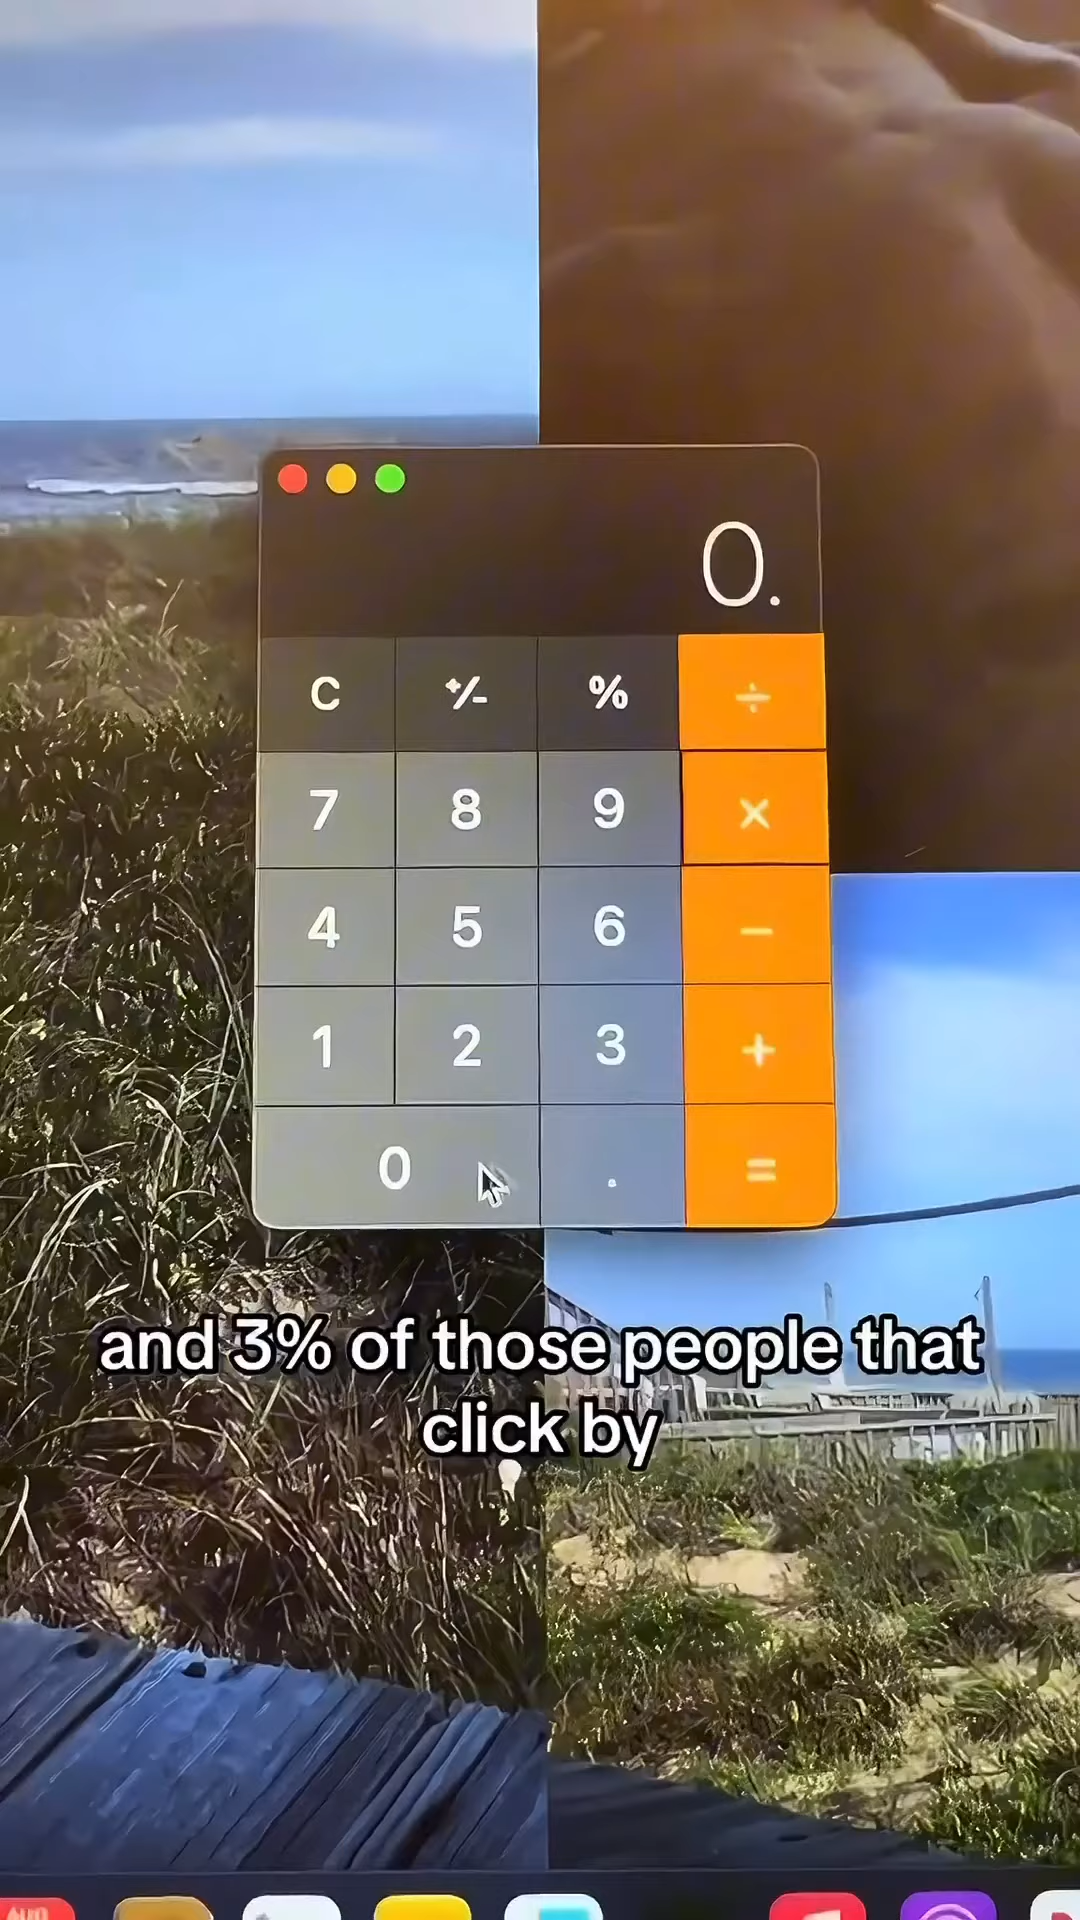 0.
C +/- % ÷
7 8 9 ×
4 5 6 −
1 2 3 +
0 . =
and 3% of those people that
click by
AUG